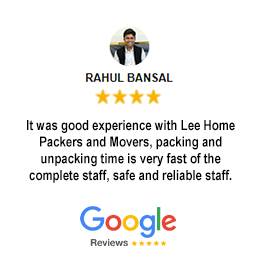 RAHUL BANSAL
It was good experience with Lee Home
Packers and Movers, packing and
unpacking time is very fast of the
complete staff, safe and reliable staff.
Google
Reviews